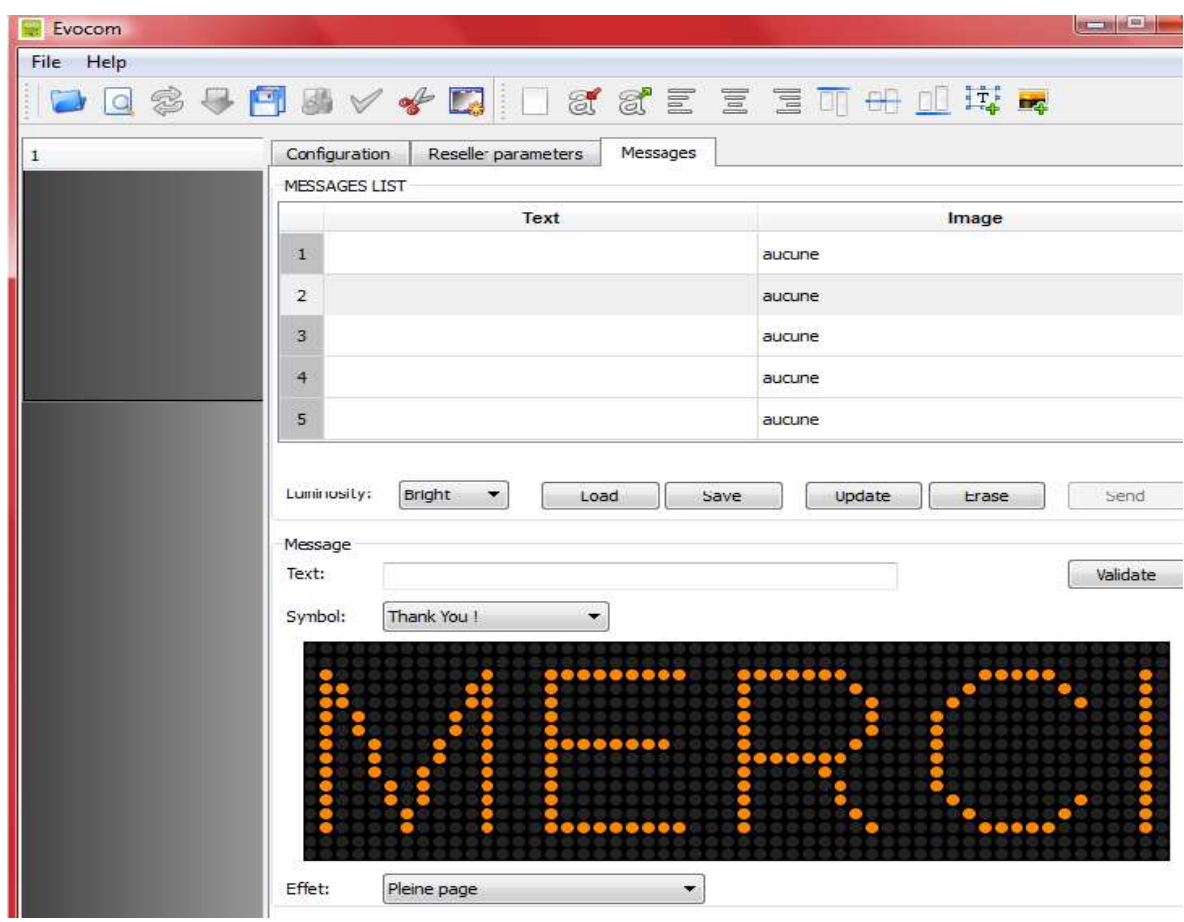 Evocom
File Help
1
Configuration Reseller parameters Messages
MESSAGES LIST
Text Image
1 aucune
2 aucune
3 aucune
4 aucune
5 aucune
Luminosity: Bright Load Save Update Erase Send
Message
Text: Validate
Symbol: Thank You !
MERCI
Effet: Pleine page